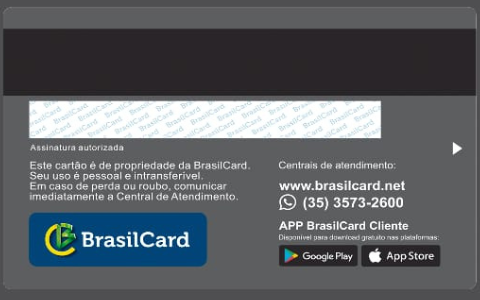 BrasilCard BrasilCard BrasilCard BrasilCard BrasilCard
Assinatura autorizada
Este cartão é de propriedade da BrasilCard.
Seu uso é pessoal e intransferível.
Em caso de perda ou roubo, comunicar
imediatamente a Central de Atendimento.
BrasilCard
Centrais de atendimento:
www.brasilcard.net
(35) 3573-2600
APP BrasilCard Cliente
Disponível para download gratuito nas plataformas:
Google Play
App Store